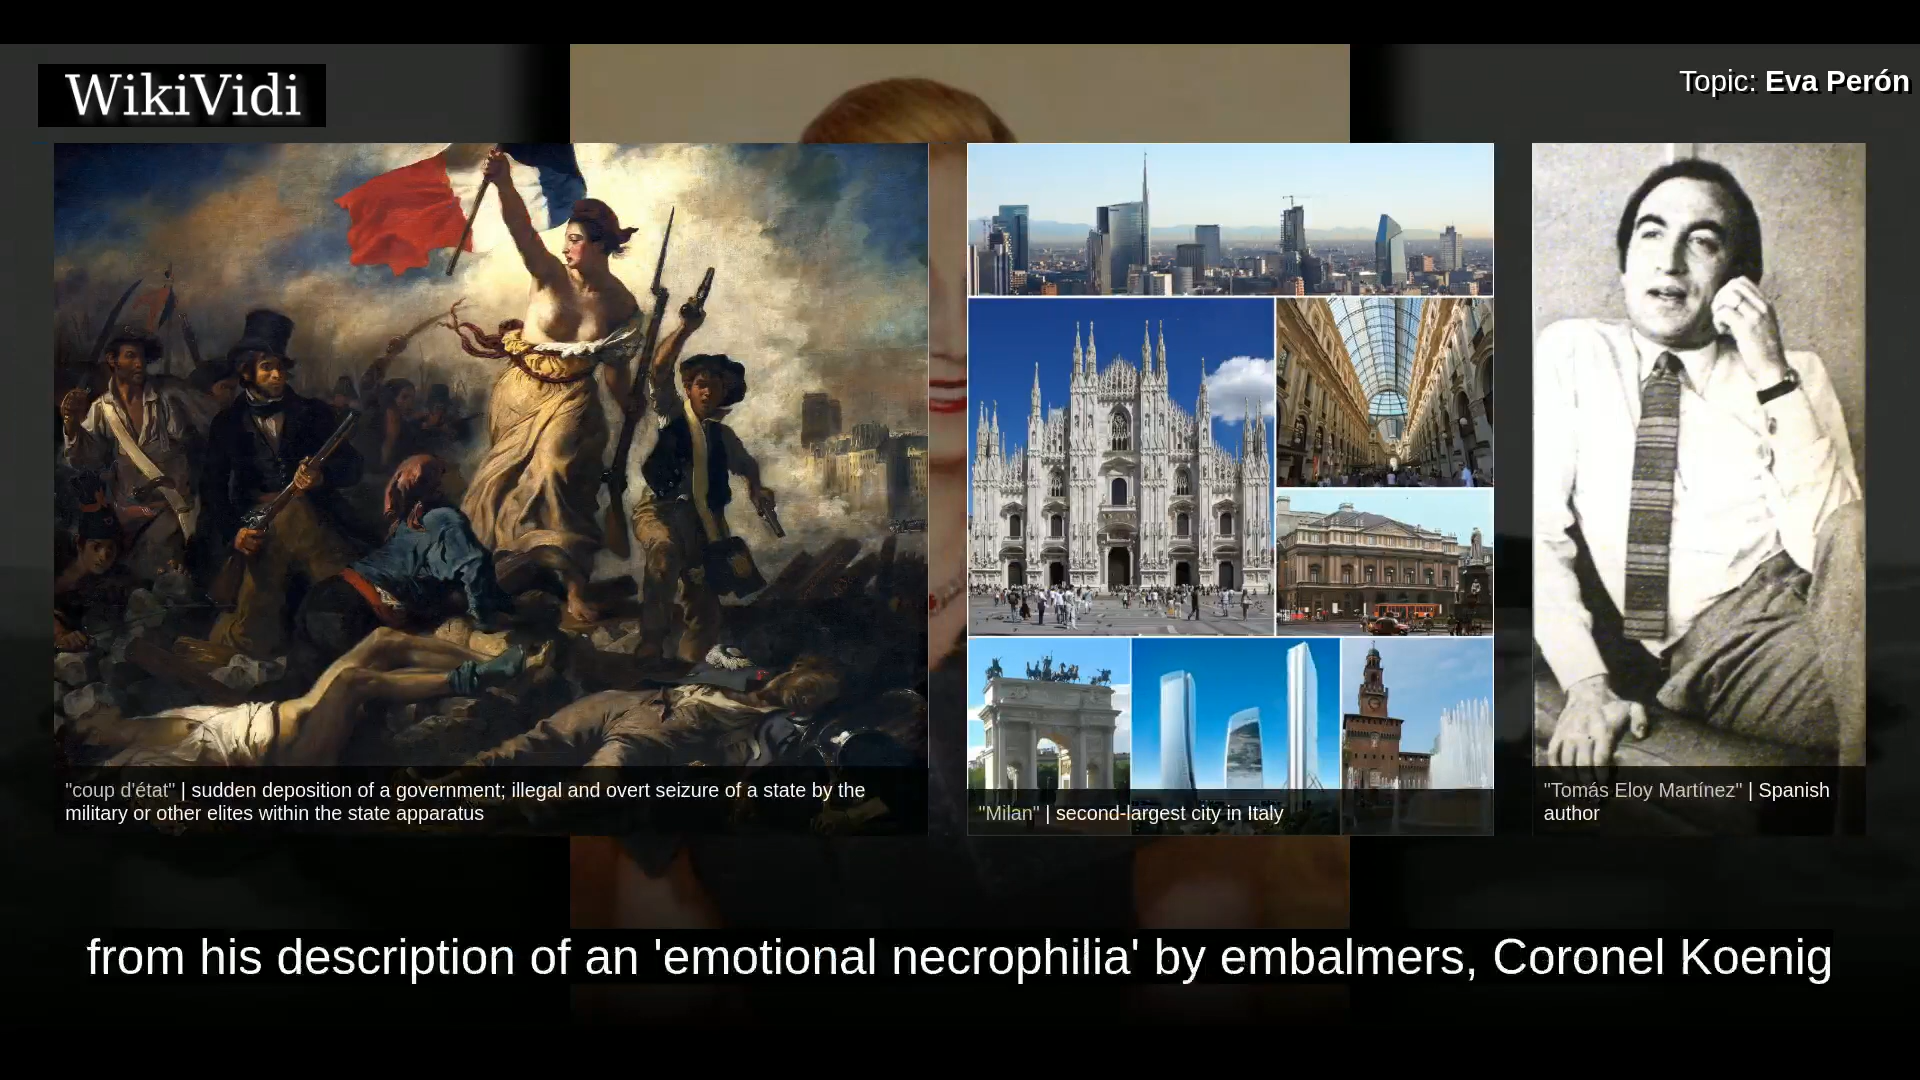 WikiVidi
Topic: Eva Perón
"coup d'état" | sudden deposition of a government; illegal and overt seizure of a state by the
military or other elites within the state apparatus
"Milan" | second-largest city in Italy
"Tomás Eloy Martínez" | Spanish
author
from his description of an 'emotional necrophilia' by embalmers, Coronel Koenig